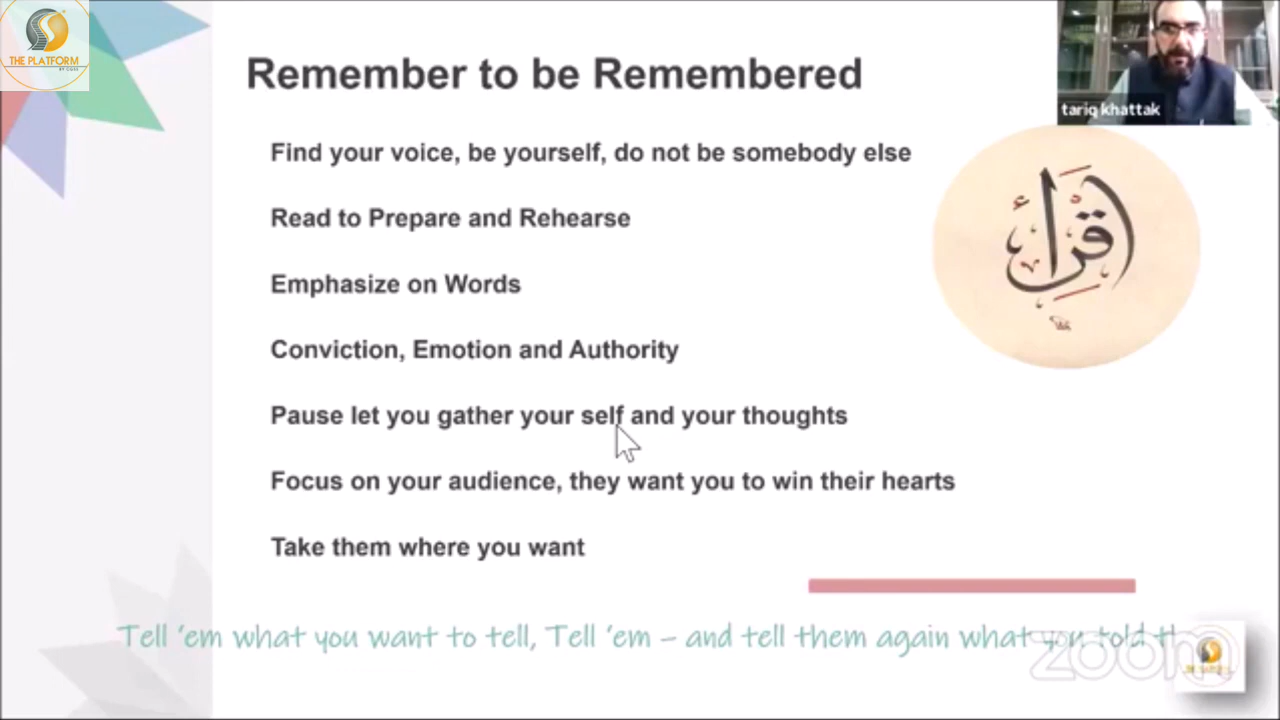 THE PLATFORM
Remember to be Remembered
tariq khattak
Find your voice, be yourself, do not be somebody else
Read to Prepare and Rehearse
اقرأ
Emphasize on Words
Conviction, Emotion and Authority
Pause let you gather your self and your thoughts
Focus on your audience, they want you to win their hearts
Take them where you want
Tell 'em what you want to tell, Tell 'em – and tell them again what you told
zoom